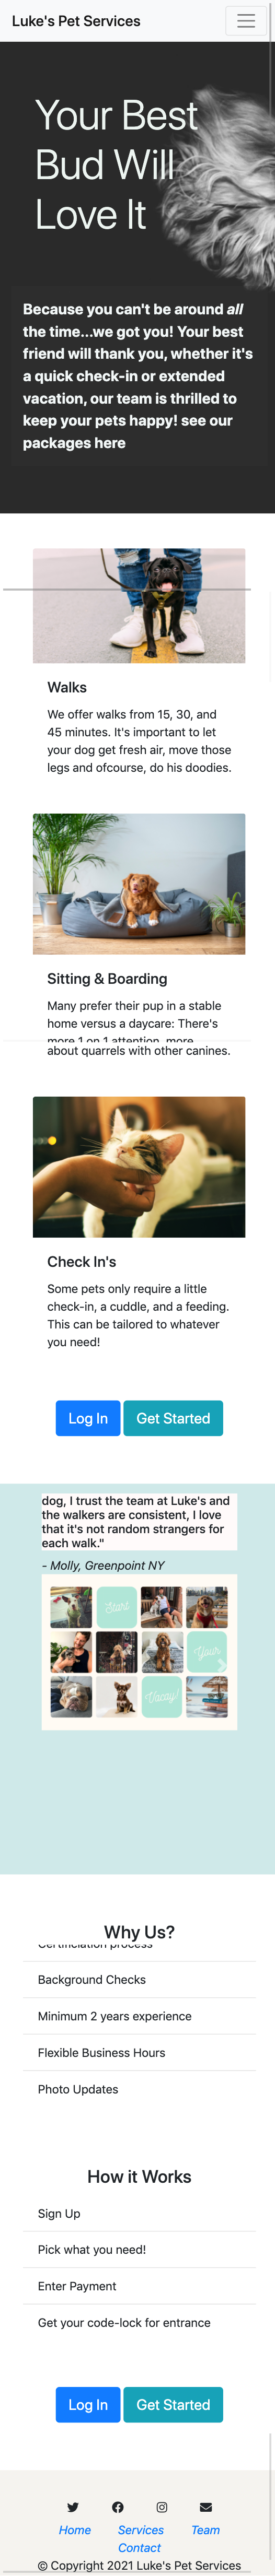 Luke's Pet Services
Your Best
Bud Will
Love It
Because you can't be around all
the time...we got you! Your best
friend will thank you, whether it's
a quick check-in or extended
vacation, our team is thrilled to
keep your pets happy! see our
packages here
Walks
We offer walks from 15, 30, and
45 minutes. It's important to let
your dog get fresh air, move those
legs and ofcourse, do his doodies.
Sitting & Boarding
Many prefer their pup in a stable
home versus a daycare: There's
more 1 on 1 attention, more
about quarrels with other canines.
Check In's
Some pets only require a little
check-in, a cuddle, and a feeding.
This can be tailored to whatever
you need!
Log In Get Started
dog, I trust the team at Luke's and
the walkers are consistent, I love
that it's not random strangers for
each walk."
- Molly, Greenpoint NY
Start
Your
Vacay!
Why Us?
process
Background Checks
Minimum 2 years experience
Flexible Business Hours
Photo Updates
How it Works
Sign Up
Pick what you need!
Enter Payment
Get your code-lock for entrance
Log In Get Started
Home Services Team
Contact
© Copyright 2021 Luke's Pet Services